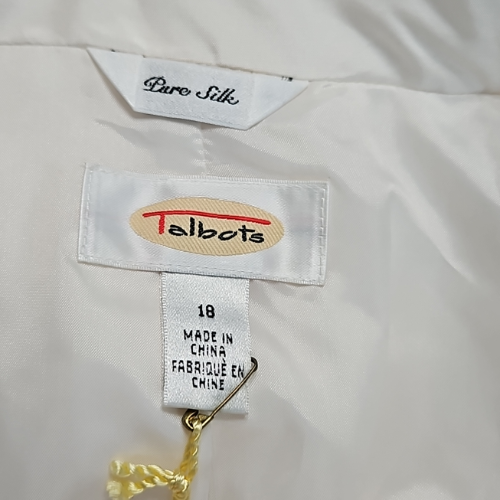 Pure Silk
Talbots
18
MADE IN
CHINA
FABRIQUÉ EN
CHINE